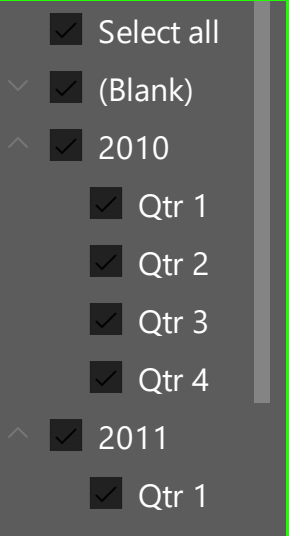 Select all
(Blank)
2010
Qtr 1
Qtr 2
Qtr 3
Qtr 4
2011
Qtr 1